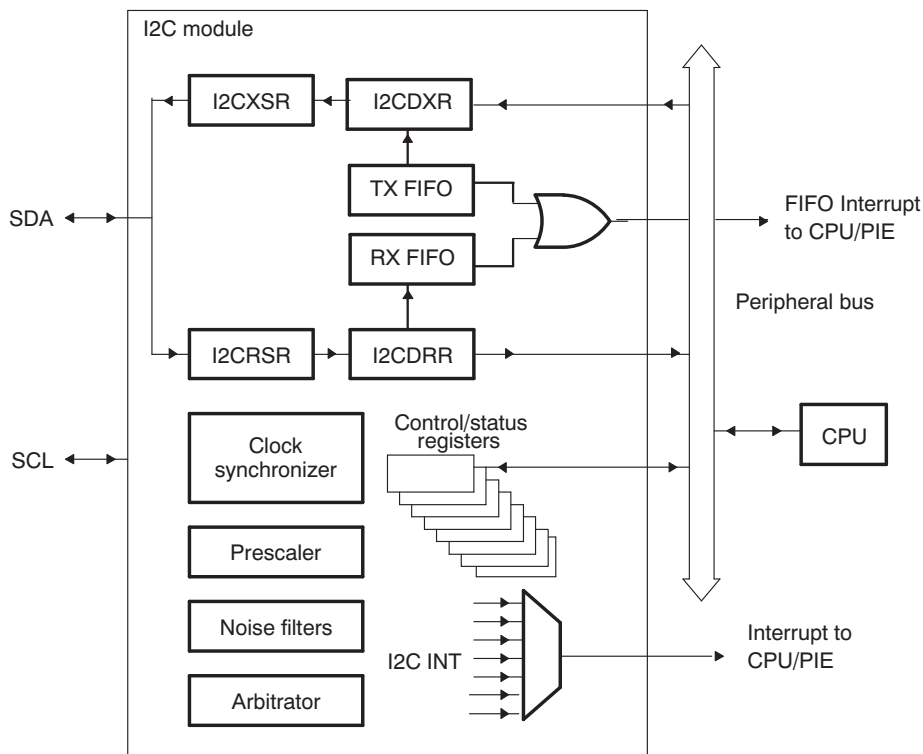 I2C module
I2CXSR
I2CDXR
TX FIFO
SDA
FIFO Interrupt
to CPU/PIE
RX FIFO
Peripheral bus
I2CRSR
I2CDRR
Control/status
registers
Clock
synchronizer
SCL
CPU
Prescaler
Noise filters
I2C INT
Interrupt to
CPU/PIE
Arbitrator